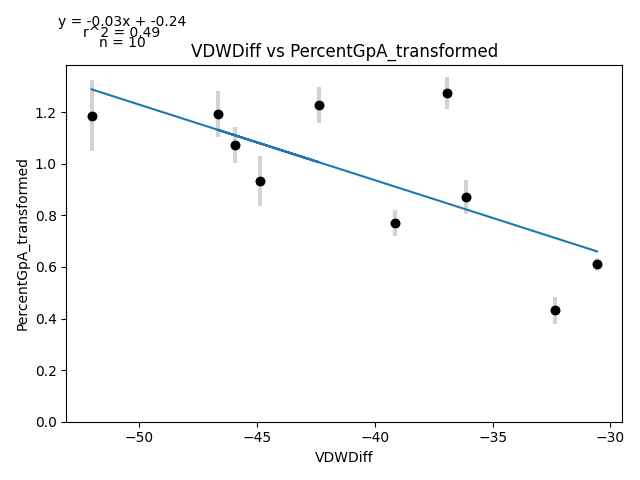 y = -0.03x + -0.24
r^2 = 0.49
n = 10
VDWDiff vs PercentGpA_transformed
PercentGpA_transformed
1.2
1.0
0.8
0.6
0.4
0.2
0.0
−50
−45
−40
−35
−30
VDWDiff